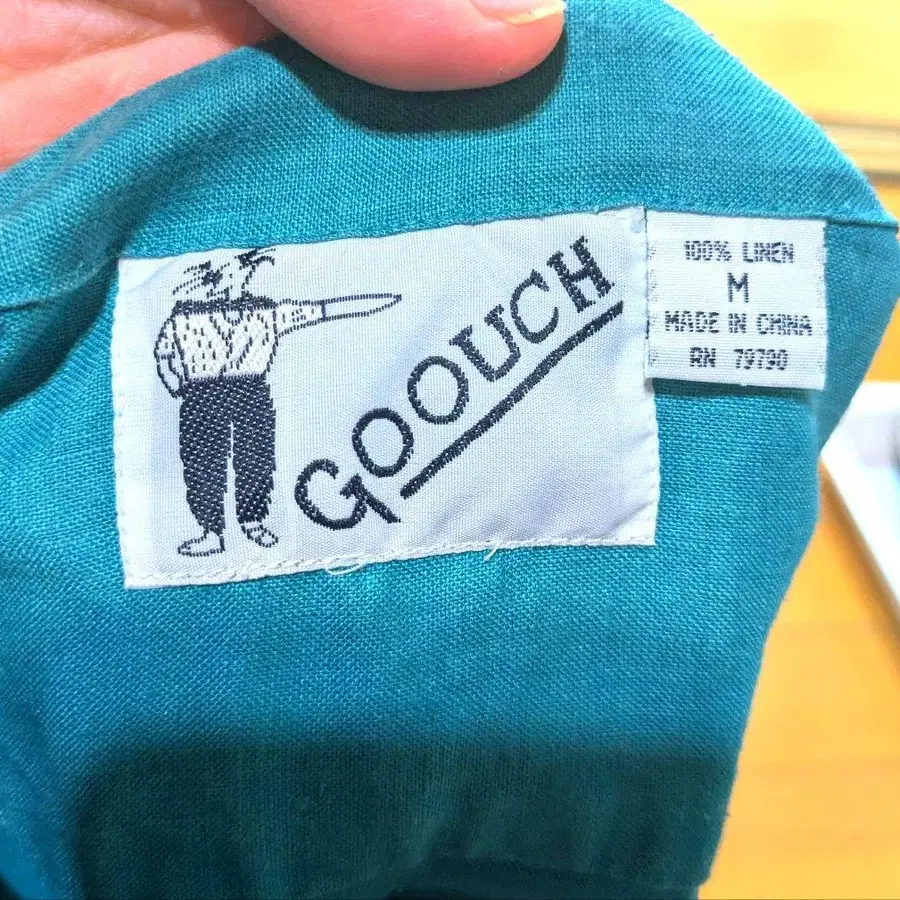 GOOUCH
100% LINEN
M
MADE IN CHINA
RN 79790